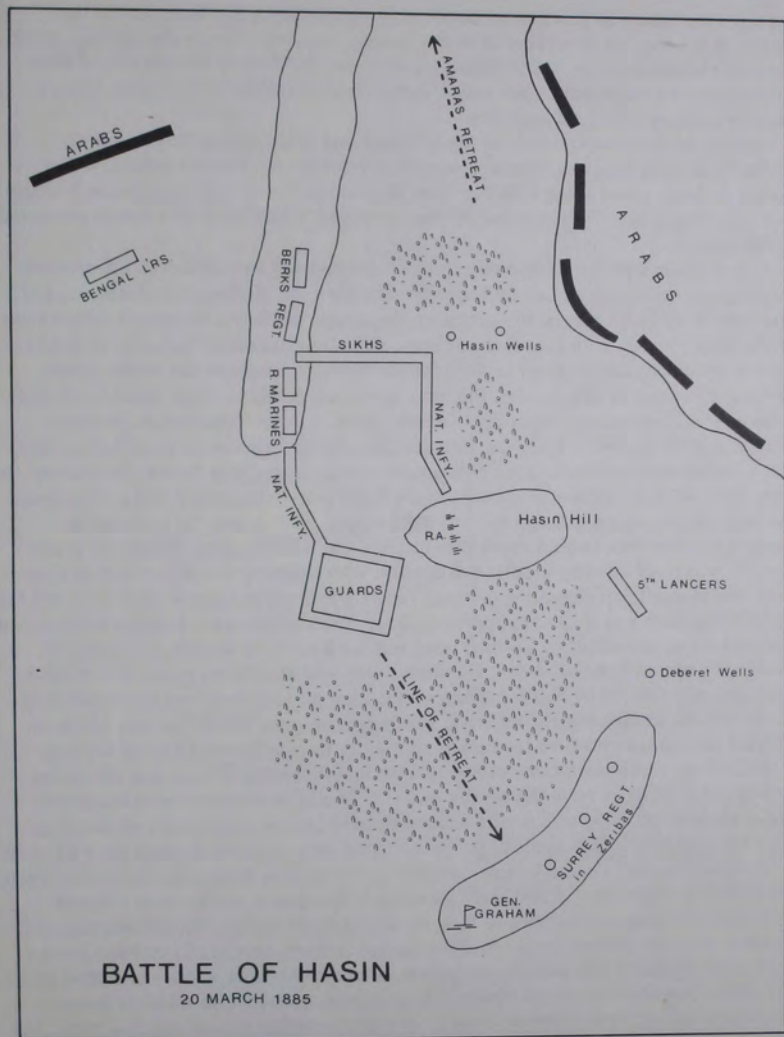 AMARAS RETREAT
ARABS
ARABS
BENGAL LRS
BERKS REGT.
SIKHS
Hasin Wells
R. MARINES
NAT. INFY.
NAT. INFY.
Hasin Hill
R.A.
5TH LANCERS
GUARDS
Deberet Wells
LINE OF RETREAT
SURREY REGT.
in Zeribas
GEN.
GRAHAM
BATTLE OF HASIN
20 MARCH 1885